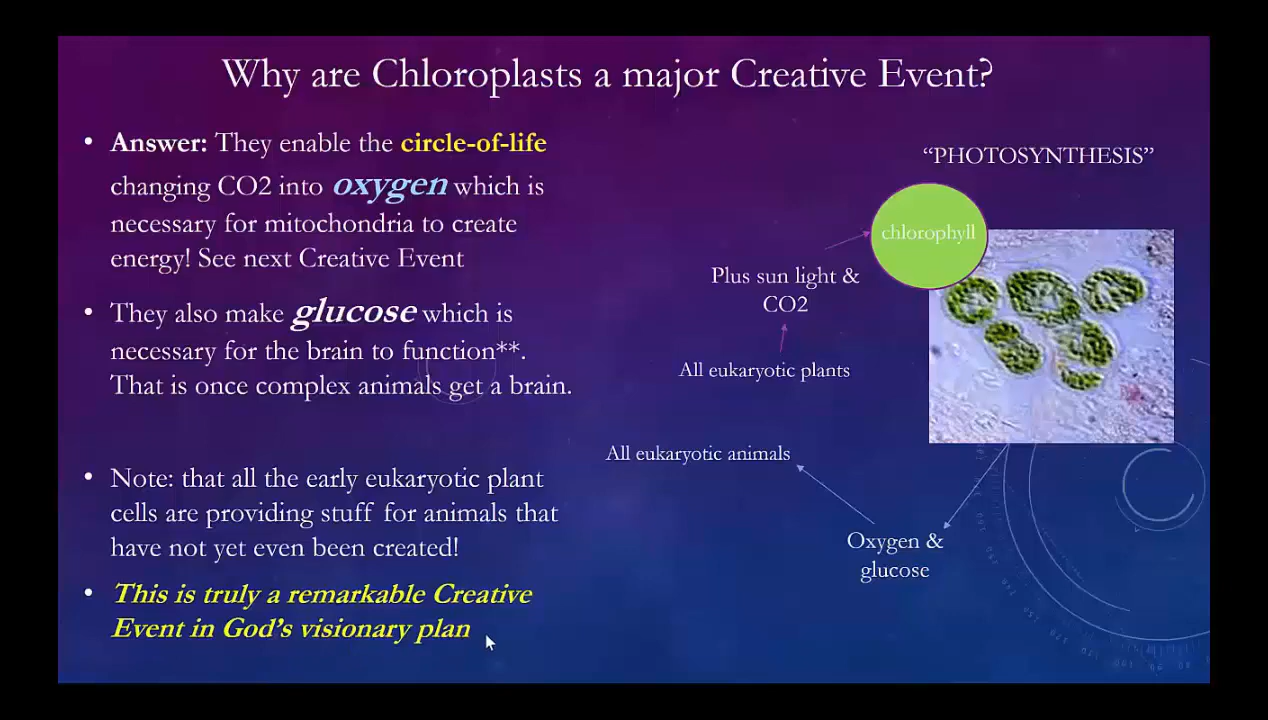 Why are Chloroplasts a major Creative Event?
• Answer: They enable the circle-of-life
changing CO2 into oxygen which is
necessary for mitochondria to create
energy! See next Creative Event
• They also make glucose which is
necessary for the brain to function**.
That is once complex animals get a brain.
• Note: that all the early eukaryotic plant
cells are providing stuff for animals that
have not yet even been created!
• This is truly a remarkable Creative
Event in God's visionary plan
“PHOTOSYNTHESIS”
chlorophyll
Plus sun light &
CO2
All eukaryotic plants
All eukaryotic animals
Oxygen &
glucose